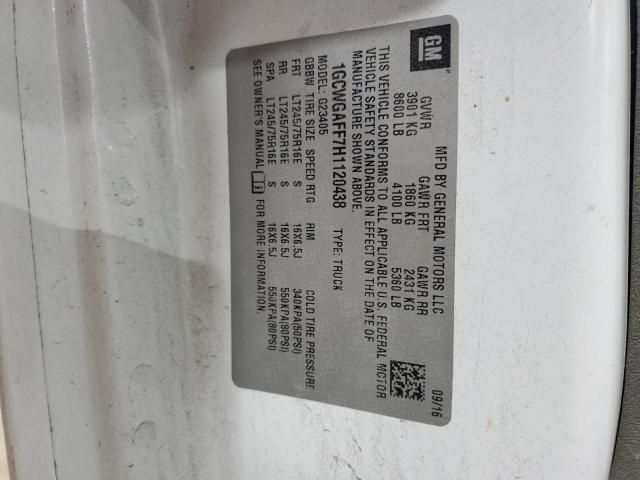 GM
MFD BY GENERAL MOTORS LLC 09/16
GVWR GAWR FRT GAWR RR
3901 KG 1860 KG 2431 KG
8600 LB 4100 LB 5360 LB
THIS VEHICLE CONFORMS TO ALL APPLICABLE U.S. FEDERAL MOTOR
VEHICLE SAFETY STANDARDS IN EFFECT ON THE DATE OF
MANUFACTURE SHOWN ABOVE.
1GCWGAFF7H1120438 TYPE: TRUCK
MODEL: G23405
GBBW TIRE SIZE SPEED RTG RIM COLD TIRE PRESSURE
FRT LT245/75R16E S 16X6.5J 340KPA(50PSI)
RR LT245/75R16E S 16X6.5J 550KPA(80PSI)
SPA LT245/75R16E S 16X6.5J 550KPA(80PSI)
SEE OWNER'S MANUAL FOR MORE INFORMATION.